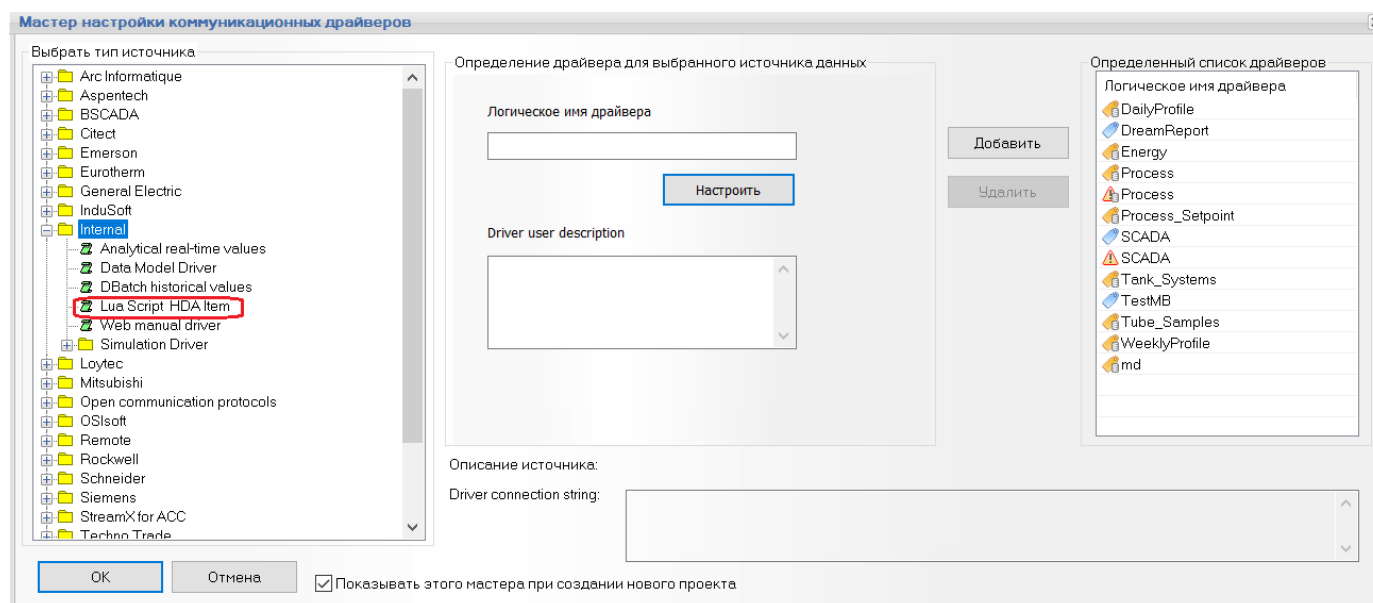 Мастер настройки коммуникационных драйверов
Выбрать тип источника
Arc Informatique
Aspentech
BSCADA
Citect
Emerson
Eurotherm
General Electric
InduSoft
Internal
Analytical real-time values
Data Model Driver
DBatch historical values
Lua Script HDA Item
Web manual driver
Simulation Driver
Loytec
Mitsubishi
Open communication protocols
OSIsoft
Remote
Rockwell
Schneider
Siemens
StreamX for ACC
Techno Trade
Определение драйвера для выбранного источника данных
Логическое имя драйвера
Настроить
Driver user description
Добавить
Удалить
Определенный список драйверов
Логическое имя драйвера
DailyProfile
DreamReport
Energy
Process
Process
Process_Setpoint
SCADA
SCADA
Tank_Systems
TestMB
Tube_Samples
WeeklyProfile
md
Описание источника:
Driver connection string:
OK
Отмена
Показывать этого мастера при создании нового проекта